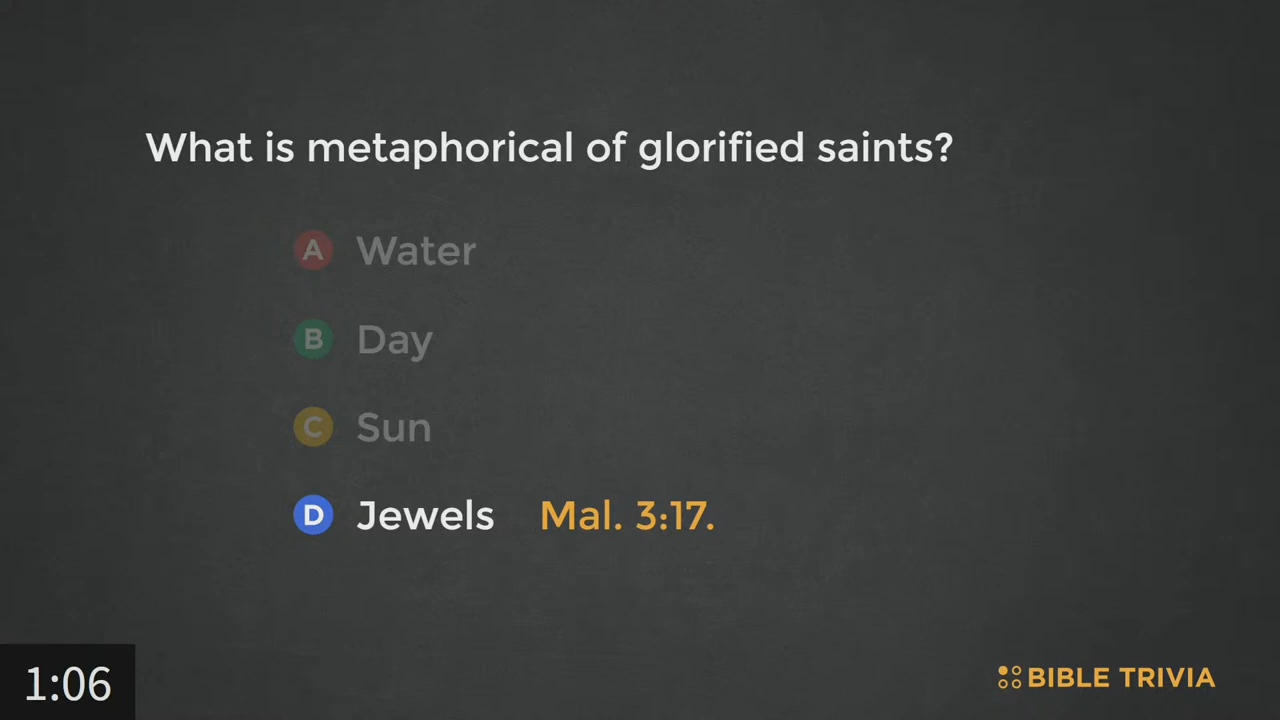 What is metaphorical of glorified saints?
A Water
B Day
C Sun
D Jewels Mal. 3:17.
1:06
BIBLE TRIVIA